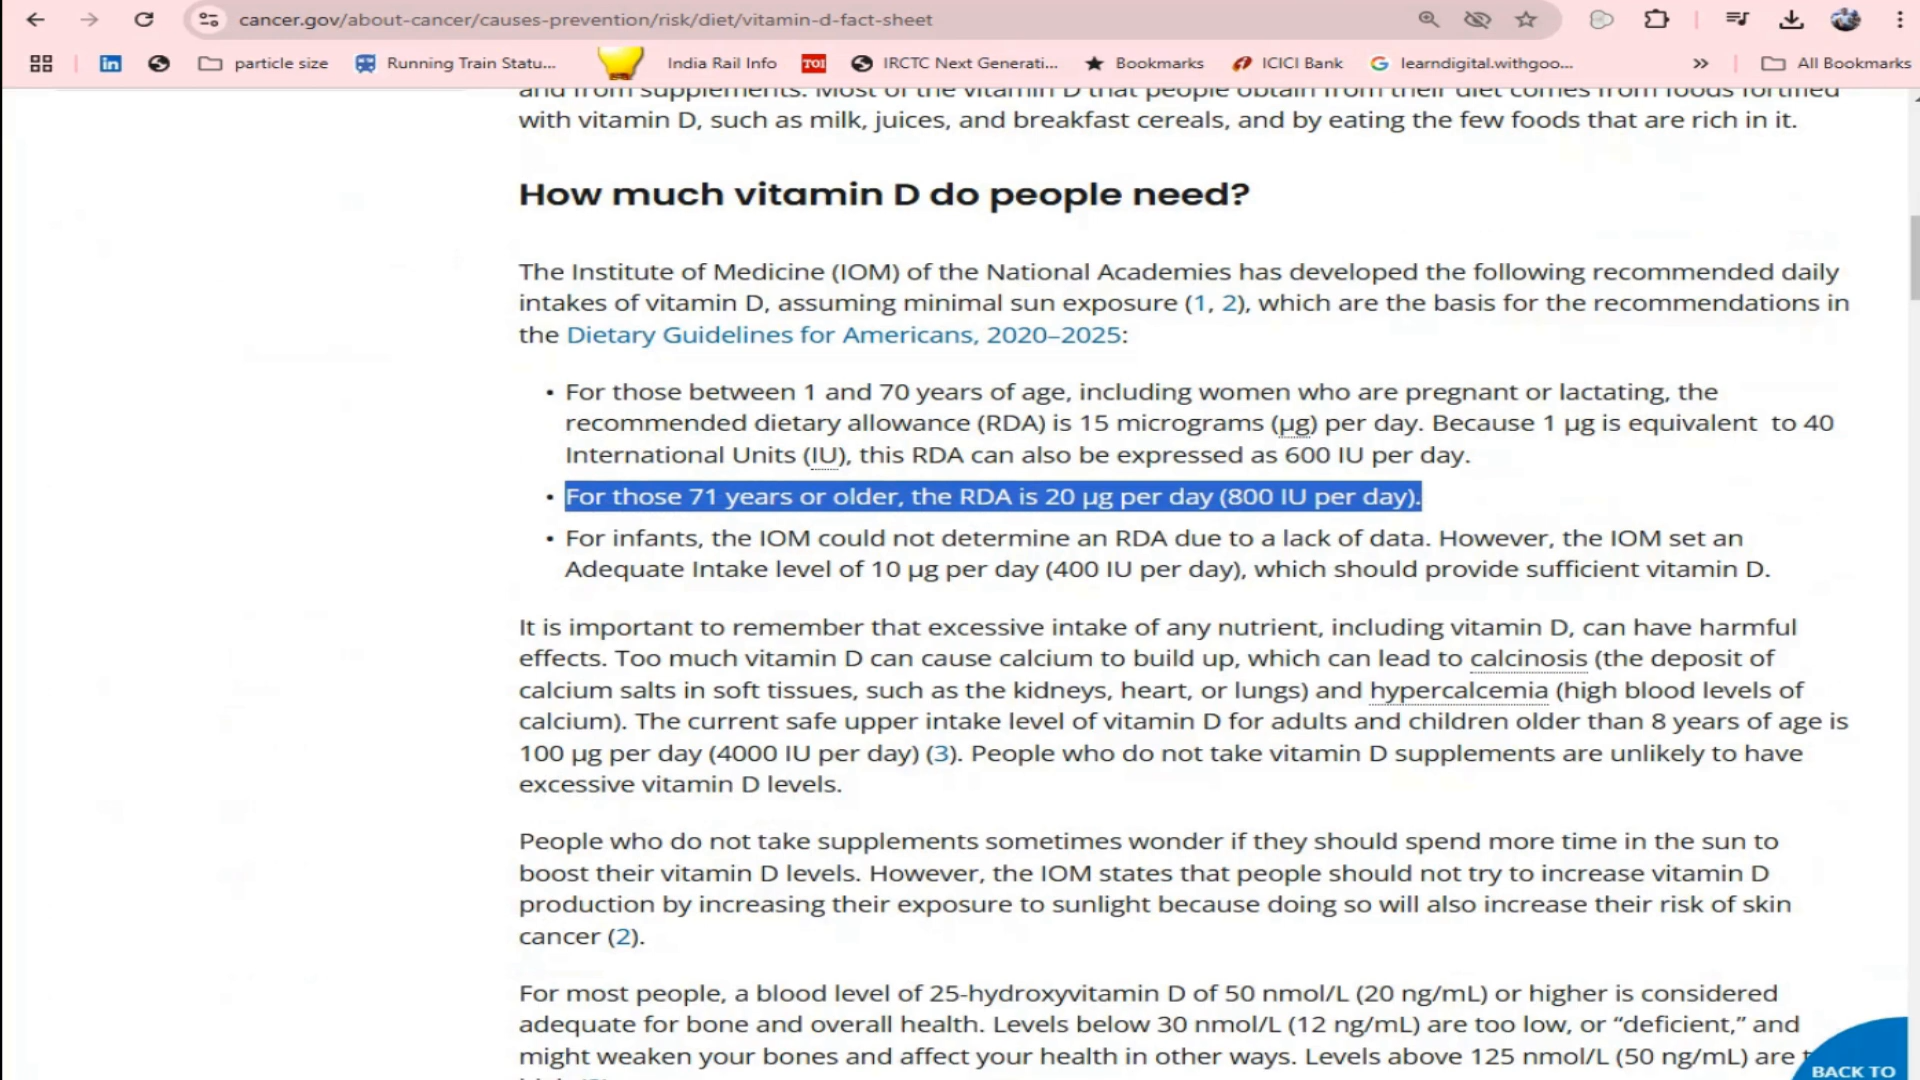 cancer.gov/about-cancer/causes-prevention/risk/diet/vitamin-d-fact-sheet
in particle size Running Train Statu... India Rail Info TOI IRCTC Next Generati... Bookmarks ICICI Bank learndigital.withgoo... » All Bookmarks
and from supplements. Most of the vitamin D that people obtain from their diet comes from foods fortified
with vitamin D, such as milk, juices, and breakfast cereals, and by eating the few foods that are rich in it.
How much vitamin D do people need?
The Institute of Medicine (IOM) of the National Academies has developed the following recommended daily
intakes of vitamin D, assuming minimal sun exposure (1, 2), which are the basis for the recommendations in
the Dietary Guidelines for Americans, 2020–2025:
• For those between 1 and 70 years of age, including women who are pregnant or lactating, the
recommended dietary allowance (RDA) is 15 micrograms (μg) per day. Because 1 μg is equivalent to 40
International Units (IU), this RDA can also be expressed as 600 IU per day.
• For those 71 years or older, the RDA is 20 μg per day (800 IU per day).
• For infants, the IOM could not determine an RDA due to a lack of data. However, the IOM set an
Adequate Intake level of 10 μg per day (400 IU per day), which should provide sufficient vitamin D.
It is important to remember that excessive intake of any nutrient, including vitamin D, can have harmful
effects. Too much vitamin D can cause calcium to build up, which can lead to calcinosis (the deposit of
calcium salts in soft tissues, such as the kidneys, heart, or lungs) and hypercalcemia (high blood levels of
calcium). The current safe upper intake level of vitamin D for adults and children older than 8 years of age is
100 μg per day (4000 IU per day) (3). People who do not take vitamin D supplements are unlikely to have
excessive vitamin D levels.
People who do not take supplements sometimes wonder if they should spend more time in the sun to
boost their vitamin D levels. However, the IOM states that people should not try to increase vitamin D
production by increasing their exposure to sunlight because doing so will also increase their risk of skin
cancer (2).
For most people, a blood level of 25-hydroxyvitamin D of 50 nmol/L (20 ng/mL) or higher is considered
adequate for bone and overall health. Levels below 30 nmol/L (12 ng/mL) are too low, or “deficient,” and
might weaken your bones and affect your health in other ways. Levels above 125 nmol/L (50 ng/mL) are
BACK TO